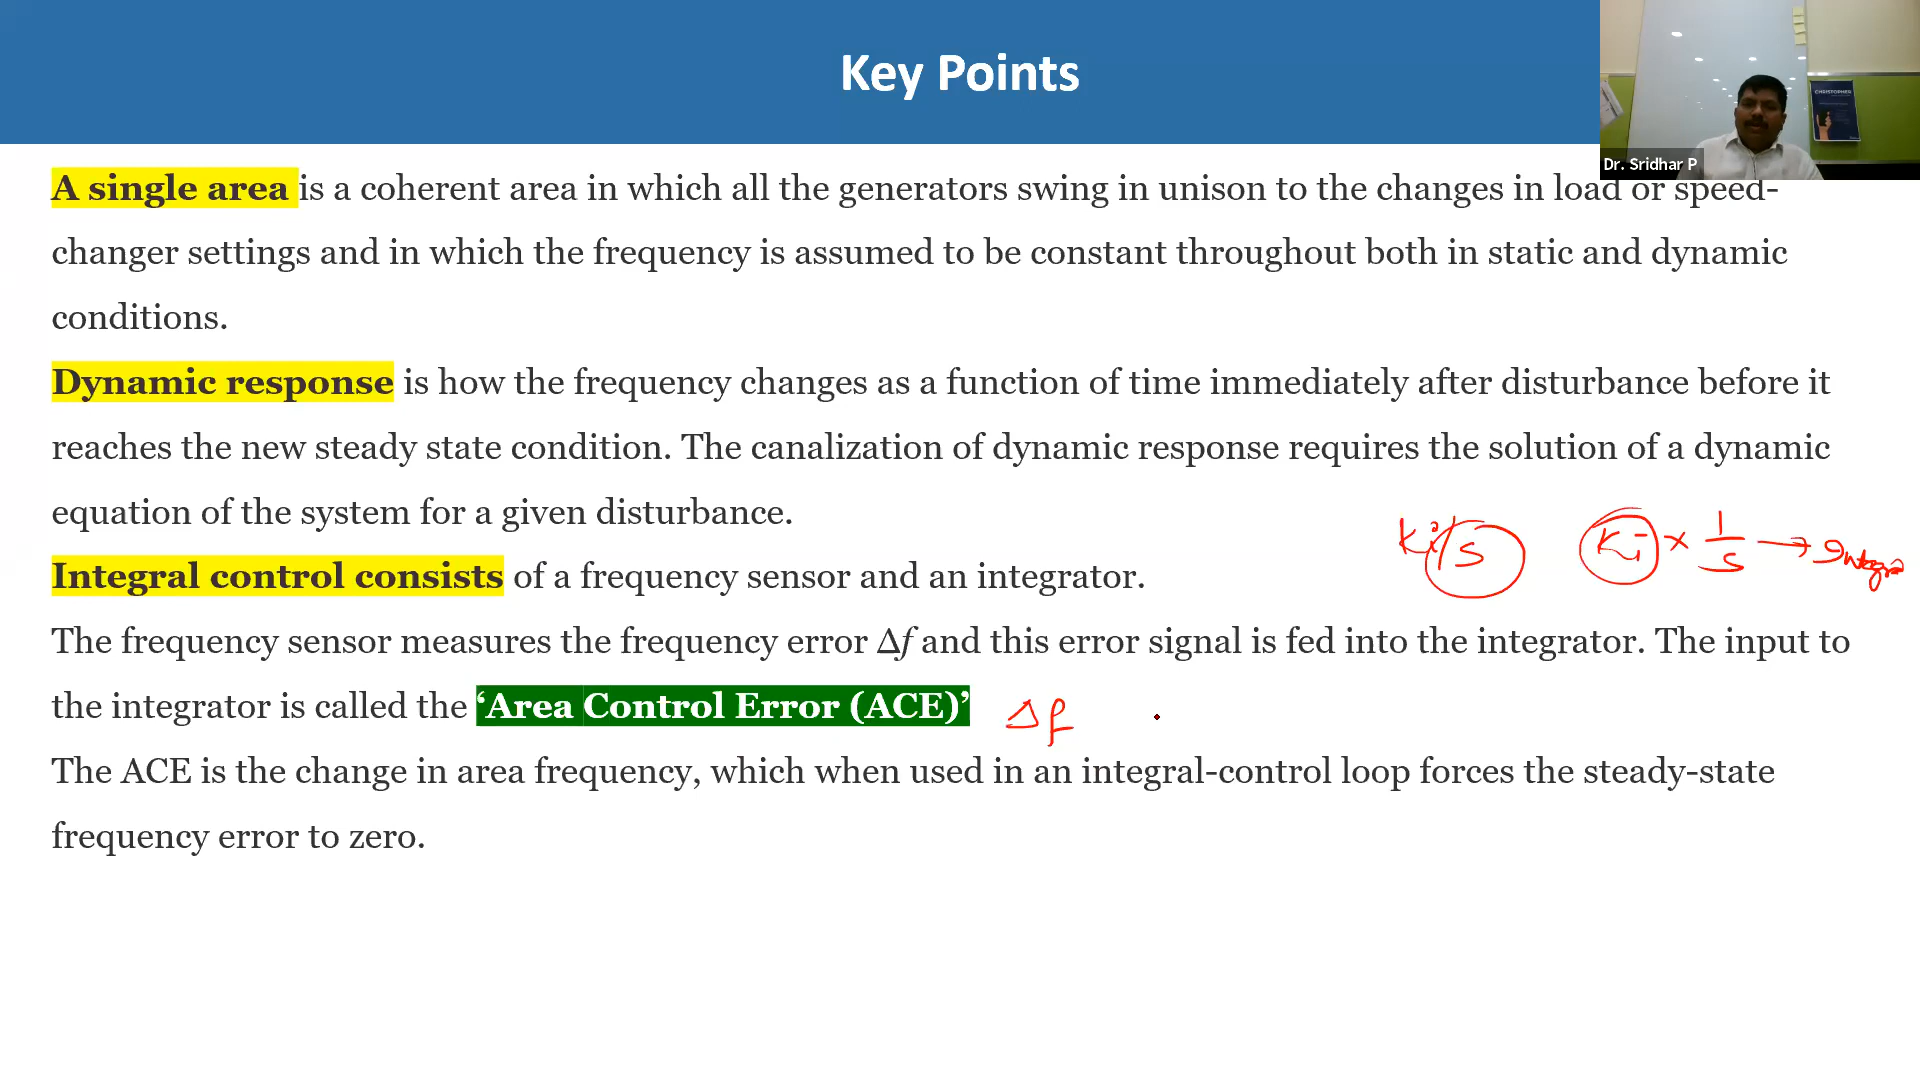 Key Points
CHRISTOPHER
Dr. Sridhar P
A single area is a coherent area in which all the generators swing in unison to the changes in load or speed-
changer settings and in which the frequency is assumed to be constant throughout both in static and dynamic
conditions.
Dynamic response is how the frequency changes as a function of time immediately after disturbance before it
reaches the new steady state condition. The canalization of dynamic response requires the solution of a dynamic
equation of the system for a given disturbance.
Ki/S Ki × 1/S → Integra
Integral control consists of a frequency sensor and an integrator.
The frequency sensor measures the frequency error Δf and this error signal is fed into the integrator. The input to
the integrator is called the ‘Area Control Error (ACE)’ Δf
The ACE is the change in area frequency, which when used in an integral-control loop forces the steady-state
frequency error to zero.